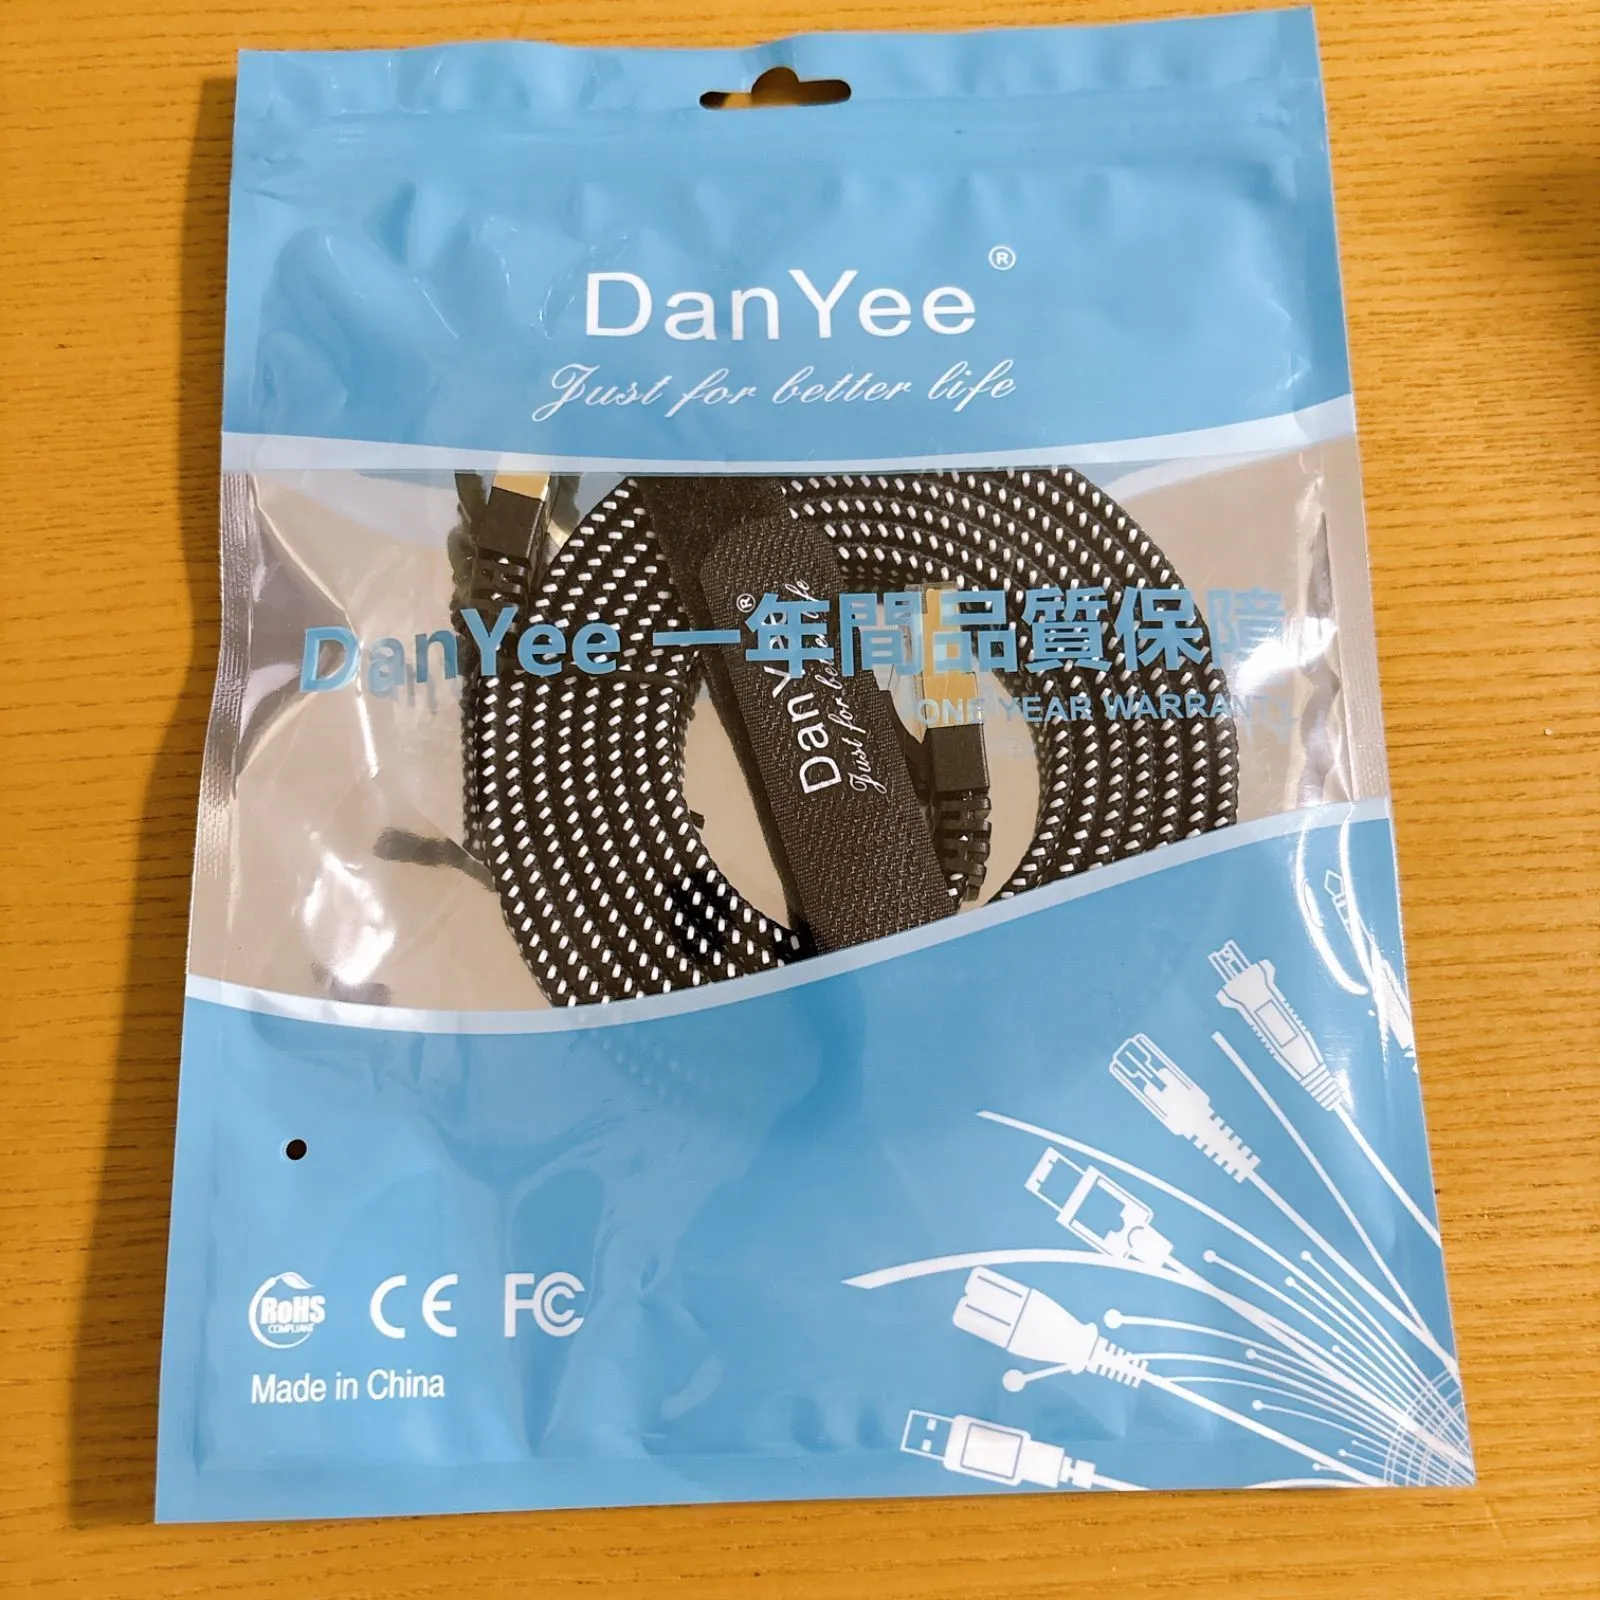 DanYee ®
Just for better life
DanYee 一年間品質保障
ONE YEAR WARRANTY
DanYee ®
Just for better life
RoHS
COMPLIANT
CE FC
Made in China